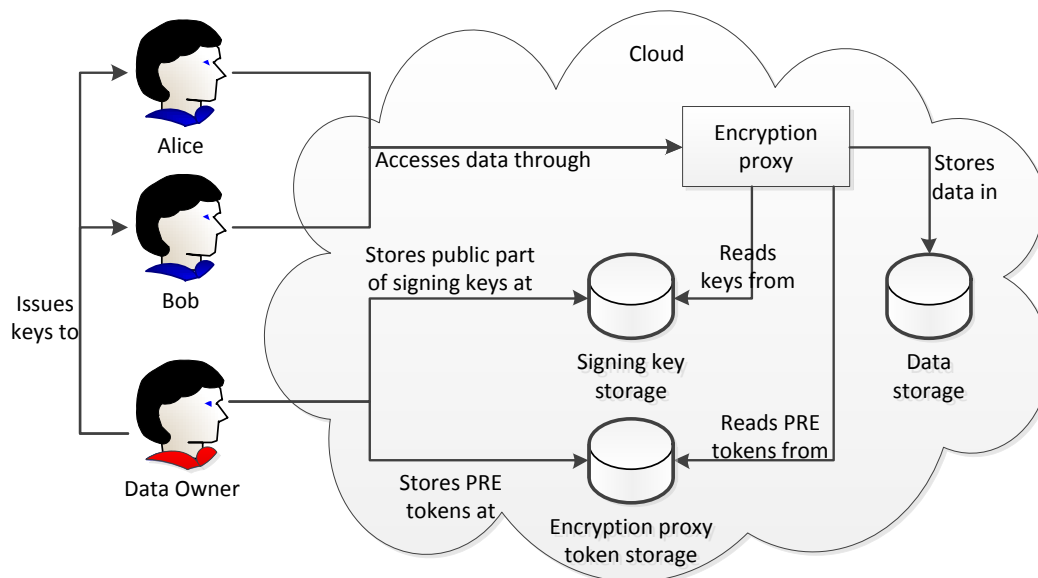 Cloud
Alice
Accesses data through
Encryption
proxy
Stores
data in
Bob
Issues
keys to
Stores public part
of signing keys at
Reads
keys from
Signing key
storage
Data
storage
Data Owner
Stores PRE
tokens at
Reads PRE
tokens from
Encryption proxy
token storage